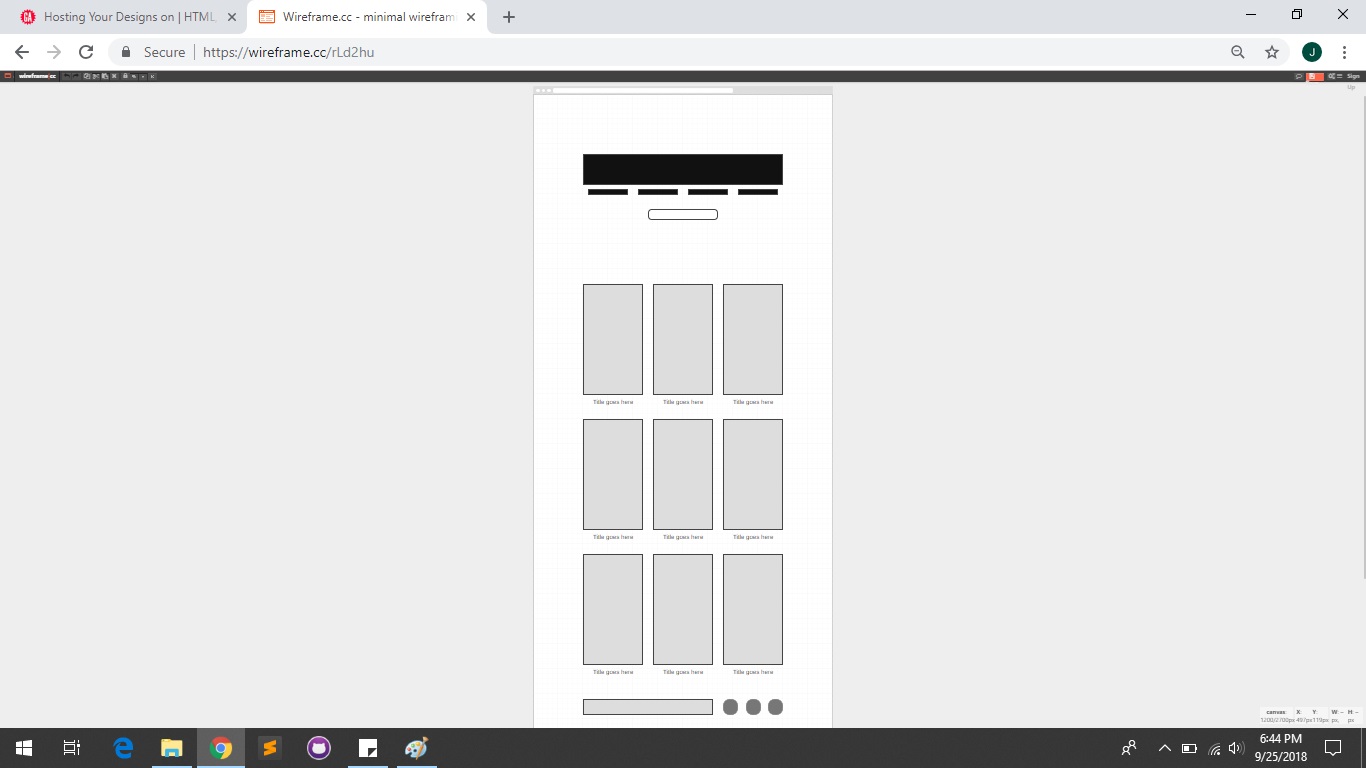 Hosting Your Designs on | HTML,
Wireframe.cc - minimal wirefram
Secure
https://wireframe.cc/rLd2hu
J
wireframe.cc
Sign
Up
Title goes here Title goes here Title goes here
Title goes here Title goes here Title goes here
Title goes here Title goes here Title goes here
canvas: X: Y: W: - H: -
1200/2700px 497px 119px px, px
6:44 PM
9/25/2018